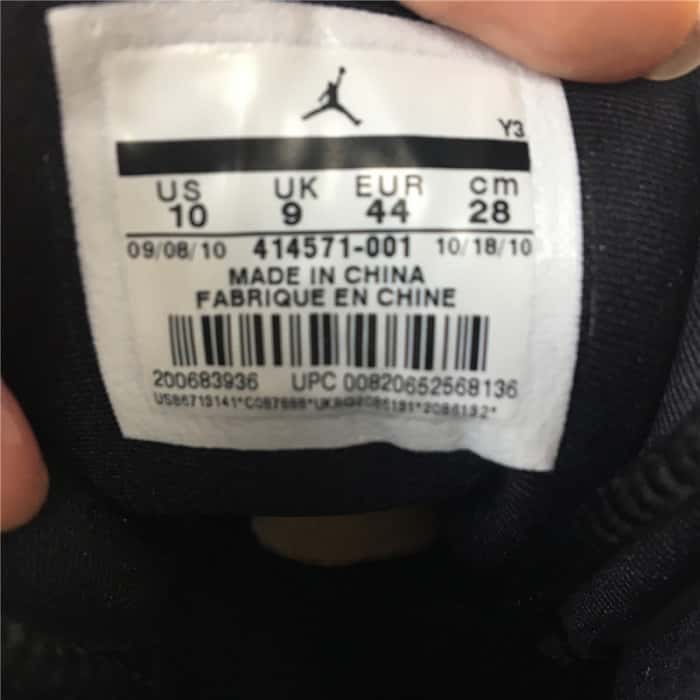 Y3
US UK EUR cm
10 9 44 28
09/08/10 414571-001 10/18/10
MADE IN CHINA
FABRIQUE EN CHINE
200683936 UPC 00820652568136